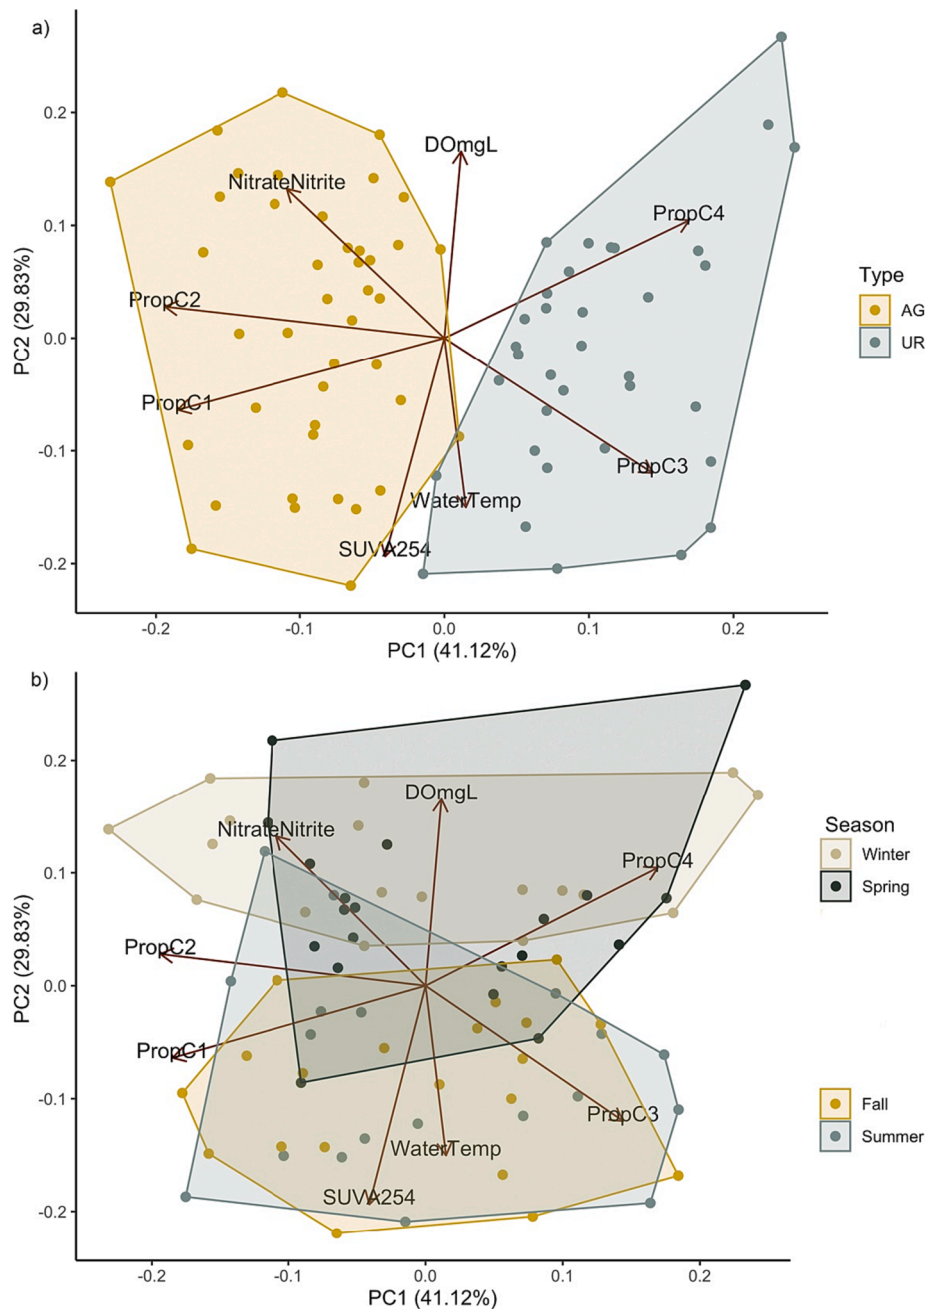 a)
0.2
DOmgL
NitrateNitrite
PropC4
0.1
Type
PropC2
AG
PC2 (29.83%)
0.0
UR
PropC1
-0.1
PropC3
WaterTemp
SUVA254
-0.2
-0.2 -0.1 0.0 0.1 0.2
PC1 (41.12%)
b)
0.2
DOmgL
NitrateNitrite
Season
PropC4
Winter
0.1
Spring
PropC2
PC2 (29.83%)
0.0
PropC1
-0.1
PropC3
Fall
WaterTemp
Summer
SUVA254
-0.2
-0.2 -0.1 0.0 0.1 0.2
PC1 (41.12%)